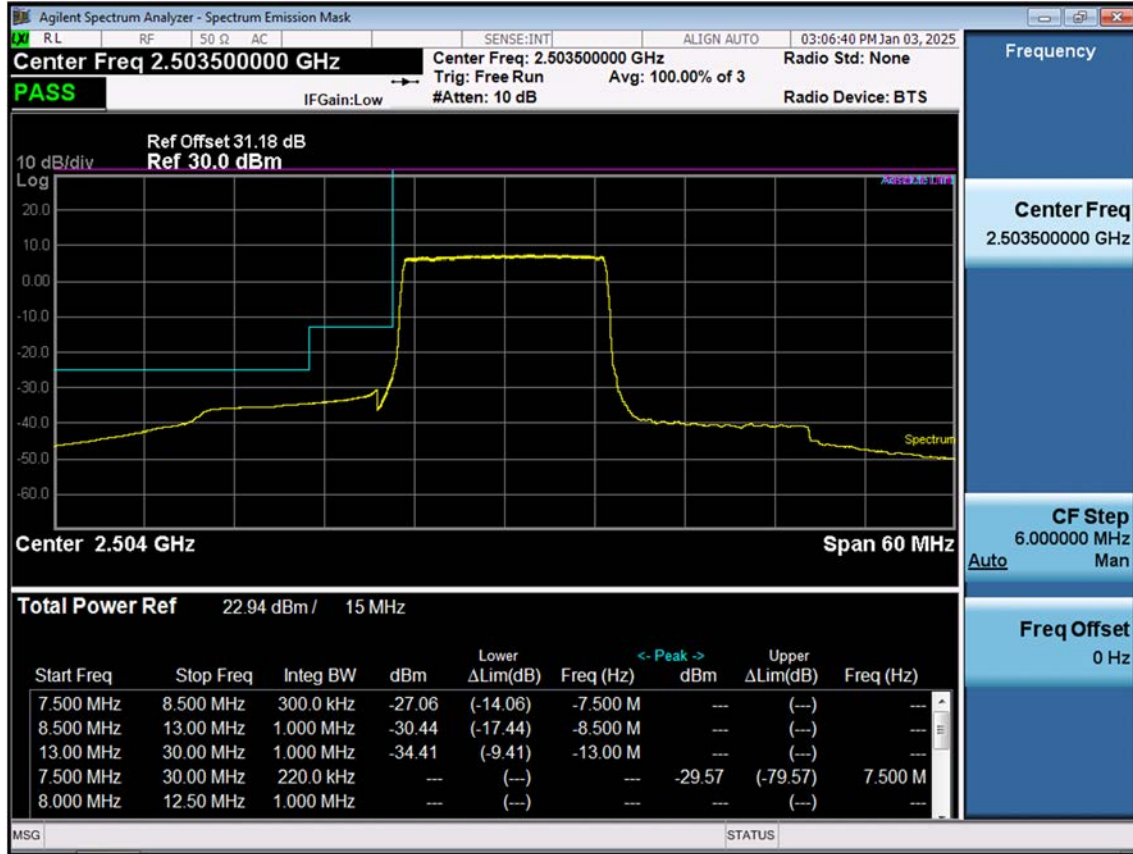 Agilent Spectrum Analyzer - Spectrum Emission Mask
LXI RL RF 50 Ω AC SENSE:INT ALIGN AUTO 03:06:40 PM Jan 03, 2025
Center Freq 2.503500000 GHz
Center Freq: 2.503500000 GHz Radio Std: None
Trig: Free Run Avg: 100.00% of 3
PASS IFGain:Low #Atten: 10 dB Radio Device: BTS
Ref Offset 31.18 dB
10 dB/div Ref 30.0 dBm
Log
20.0
10.0
0.00
-10.0
-20.0
-30.0
-40.0
-50.0
-60.0
Spectrum
Center 2.504 GHz Span 60 MHz
Total Power Ref 22.94 dBm / 15 MHz
Lower <- Peak -> Upper
Start Freq Stop Freq Integ BW dBm ΔLim(dB) Freq (Hz) dBm ΔLim(dB) Freq (Hz)
7.500 MHz 8.500 MHz 300.0 kHz -27.06 (-14.06) -7.500 M --- (---) ---
8.500 MHz 13.00 MHz 1.000 MHz -30.44 (-17.44) -8.500 M --- (---) ---
13.00 MHz 30.00 MHz 1.000 MHz -34.41 (-9.41) -13.00 M --- (---) ---
7.500 MHz 30.00 MHz 220.0 kHz --- (---) --- -29.57 (-79.57) 7.500 M
8.000 MHz 12.50 MHz 1.000 MHz --- (---) --- --- (---) ---
MSG STATUS
Frequency
Center Freq
2.503500000 GHz
CF Step
6.000000 MHz
Auto Man
Freq Offset
0 Hz